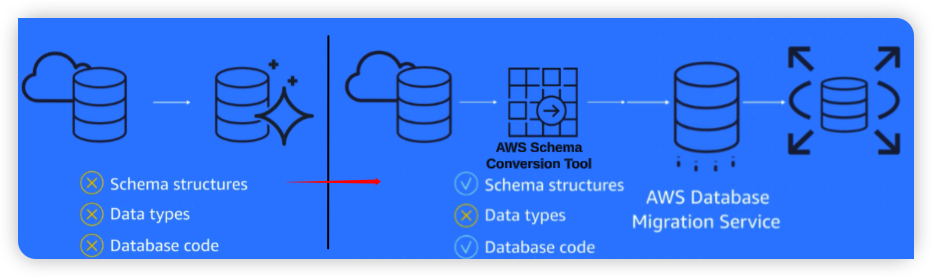 Schema structures
Data types
Database code
AWS Schema
Conversion Tool
Schema structures
Data types
Database code
AWS Database
Migration Service